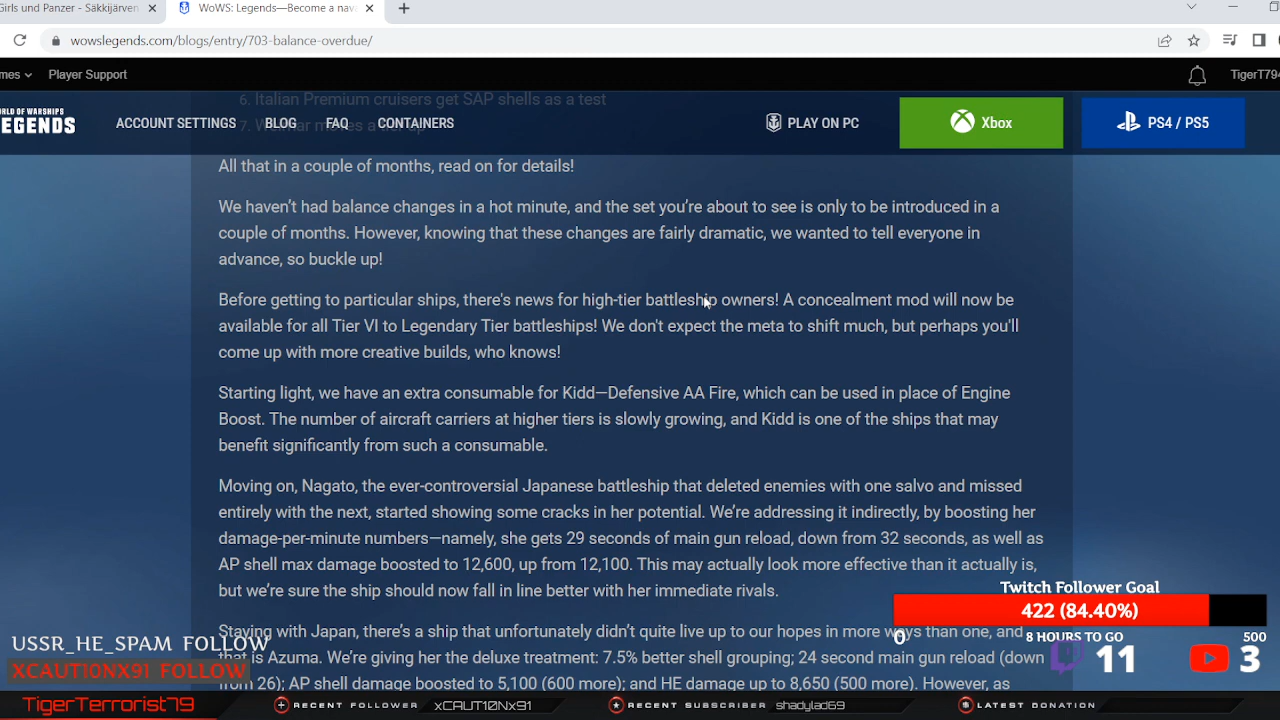 Girls und Panzer - Säkkijärven
WoWS: Legends—Become a nav
wowslegends.com/blogs/entry/703-balance-overdue/
mes Player Support
TigerT794
6. Italian Premium cruisers get SAP shells as a test
ORLD OF WARSHIPS
EGENDS
ACCOUNT SETTINGS BLOG FAQ CONTAINERS PLAY ON PC Xbox PS4 / PS5
All that in a couple of months, read on for details!
We haven't had balance changes in a hot minute, and the set you're about to see is only to be introduced in a
couple of months. However, knowing that these changes are fairly dramatic, we wanted to tell everyone in
advance, so buckle up!
Before getting to particular ships, there's news for high-tier battleship owners! A concealment mod will now be
available for all Tier VI to Legendary Tier battleships! We don't expect the meta to shift much, but perhaps you'll
come up with more creative builds, who knows!
Starting light, we have an extra consumable for Kidd—Defensive AA Fire, which can be used in place of Engine
Boost. The number of aircraft carriers at higher tiers is slowly growing, and Kidd is one of the ships that may
benefit significantly from such a consumable.
Moving on, Nagato, the ever-controversial Japanese battleship that deleted enemies with one salvo and missed
entirely with the next, started showing some cracks in her potential. We're addressing it indirectly, by boosting her
damage-per-minute numbers—namely, she gets 29 seconds of main gun reload, down from 32 seconds, as well as
AP shell max damage boosted to 12,600, up from 12,100. This may actually look more effective than it actually is,
but we're sure the ship should now fall in line better with her immediate rivals.
Staying with Japan, there's a ship that unfortunately didn't quite live up to our hopes in more ways than one, and
that is Azuma. We're giving her the deluxe treatment: 7.5% better shell grouping; 24 second main gun reload (down
from 26); AP shell damage boosted to 5,100 (600 more); and HE damage up to 8,650 (500 more). However, as
Twitch Follower Goal
422 (84.40%)
0 8 HOURS TO GO 500
11 3
USSR_HE_SPAM FOLLOW
XCAUT10NX91 FOLLOW
TigerTerrorist79 RECENT FOLLOWER xCAUT10Nx91 RECENT SUBSCRIBER shadylad69 LATEST DONATION